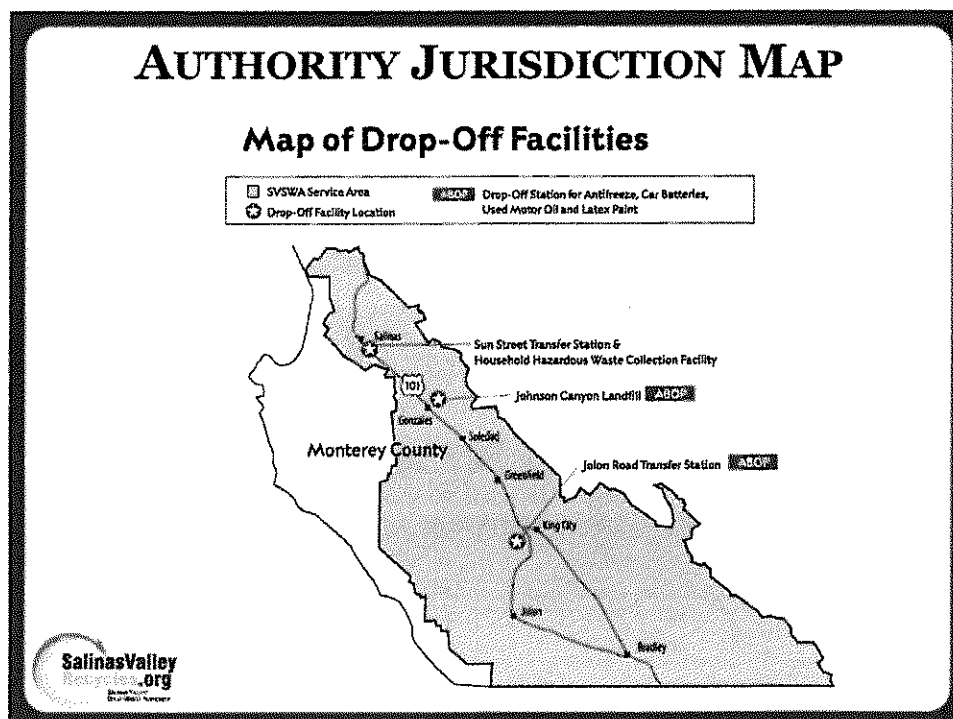 AUTHORITY JURISDICTION MAP
Map of Drop-Off Facilities
SVSWA Service Area
Drop-Off Facility Location
ABOP
Drop-Off Station for Antifreeze, Car Batteries,
Used Motor Oil and Latex Paint
Salinas
Sun Street Transfer Station &
Household Hazardous Waste Collection Facility
101
Johnson Canyon Landfill ABOP
Gonzales
Soledad
Monterey County
Jolon Road Transfer Station ABOP
Greenfield
King City
Jolon
Bradley
SalinasValley
Recycles.org